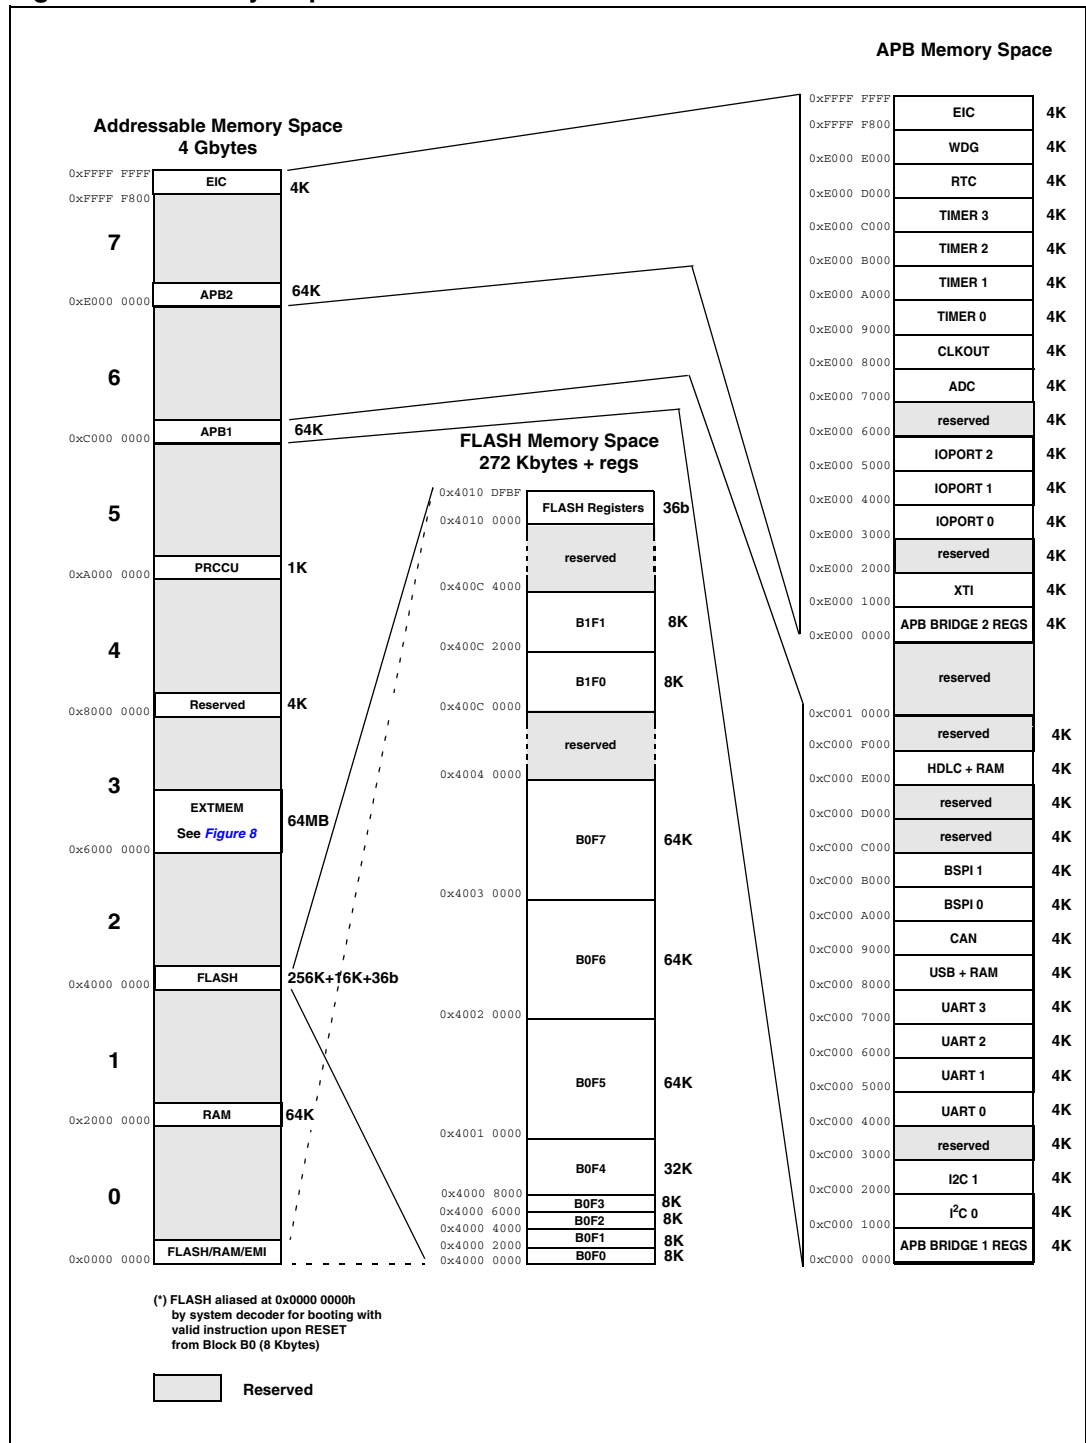 APB Memory Space
Addressable Memory Space
4 Gbytes
0xFFFF FFFF
EIC
4K
0xFFFF F800
7
APB2
64K
0xE000 0000
6
APB1
64K
0xC000 0000
5
PRCCU
1K
0xA000 0000
4
Reserved
4K
0x8000 0000
3
EXTMEM
See Figure 8
64MB
0x6000 0000
2
FLASH
256K+16K+36b
0x4000 0000
1
RAM
64K
0x2000 0000
0
FLASH/RAM/EMI
0x0000 0000
FLASH Memory Space
272 Kbytes + regs
0x4010 DFBF
FLASH Registers
36b
0x4010 0000
reserved
0x400C 4000
B1F1
8K
0x400C 2000
B1F0
8K
0x400C 0000
reserved
0x4004 0000
B0F7
64K
0x4003 0000
B0F6
64K
0x4002 0000
B0F5
64K
0x4001 0000
B0F4
32K
0x4000 8000
B0F3
8K
0x4000 6000
B0F2
8K
0x4000 4000
B0F1
8K
0x4000 2000
B0F0
8K
0x4000 0000
0xFFFF FFFF
EIC
4K
0xFFFF F800
WDG
4K
0xE000 E000
RTC
4K
0xE000 D000
TIMER 3
4K
0xE000 C000
TIMER 2
4K
0xE000 B000
TIMER 1
4K
0xE000 A000
TIMER 0
4K
0xE000 9000
CLKOUT
4K
0xE000 8000
ADC
4K
0xE000 7000
reserved
4K
0xE000 6000
IOPORT 2
4K
0xE000 5000
IOPORT 1
4K
0xE000 4000
IOPORT 0
4K
0xE000 3000
reserved
4K
0xE000 2000
XTI
4K
0xE000 1000
APB BRIDGE 2 REGS
4K
0xE000 0000
reserved
0xC001 0000
reserved
4K
0xC000 F000
HDLC + RAM
4K
0xC000 E000
reserved
4K
0xC000 D000
reserved
4K
0xC000 C000
BSPI 1
4K
0xC000 B000
BSPI 0
4K
0xC000 A000
CAN
4K
0xC000 9000
USB + RAM
4K
0xC000 8000
UART 3
4K
0xC000 7000
UART 2
4K
0xC000 6000
UART 1
4K
0xC000 5000
UART 0
4K
0xC000 4000
reserved
4K
0xC000 3000
I2C 1
4K
0xC000 2000
I²C 0
4K
0xC000 1000
APB BRIDGE 1 REGS
4K
0xC000 0000
(*) FLASH aliased at 0x0000 0000h
by system decoder for booting with
valid instruction upon RESET
from Block B0 (8 Kbytes)
Reserved